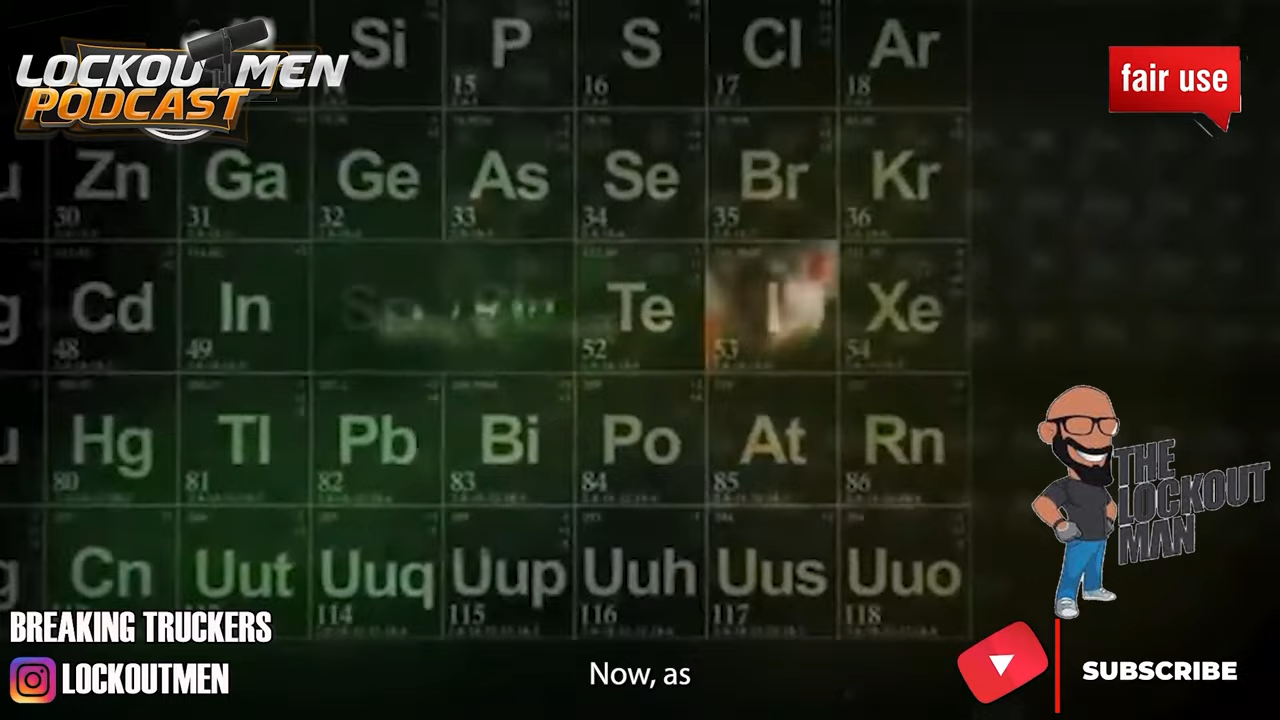 LOCKOUTMEN
PODCAST
fair use
Si P S Cl Ar
15 16 17 18
Zn Ga Ge As Se Br Kr
30 31 32 33 34 35 36
Cd In Te I Xe
48 49 52 53 54
Hg Tl Pb Bi Po At Rn
80 81 82 83 84 85 86
Cn Uut Uuq Uup Uuh Uus Uuo
114 115 116 117 118
THE
LOCKOUT
MAN
BREAKING TRUCKERS
LOCKOUTMEN
Now, as
SUBSCRIBE